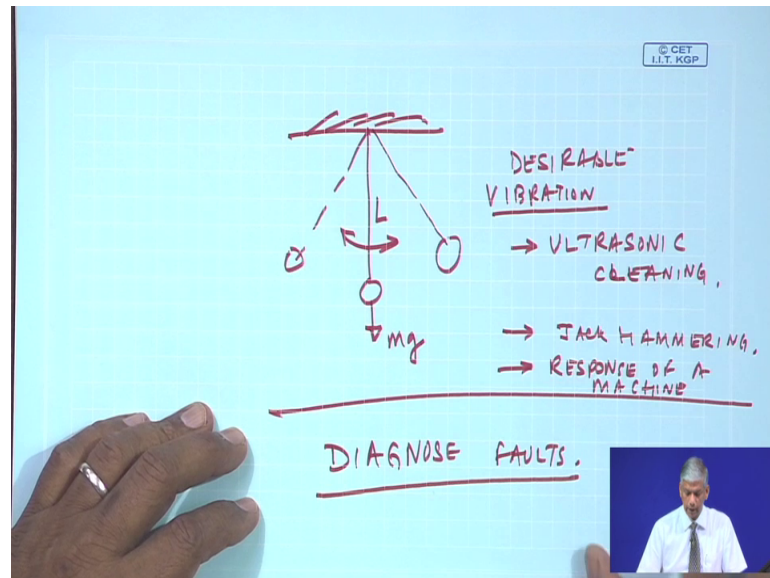 © CET
I.I.T. KGP
DESIRABLE
VIBRATION
L
→ ULTRASONIC
CLEANING.
mg
→ JACK HAMMERING.
→ RESPONSE OF A
MACHINE
DIAGNOSE FAULTS.